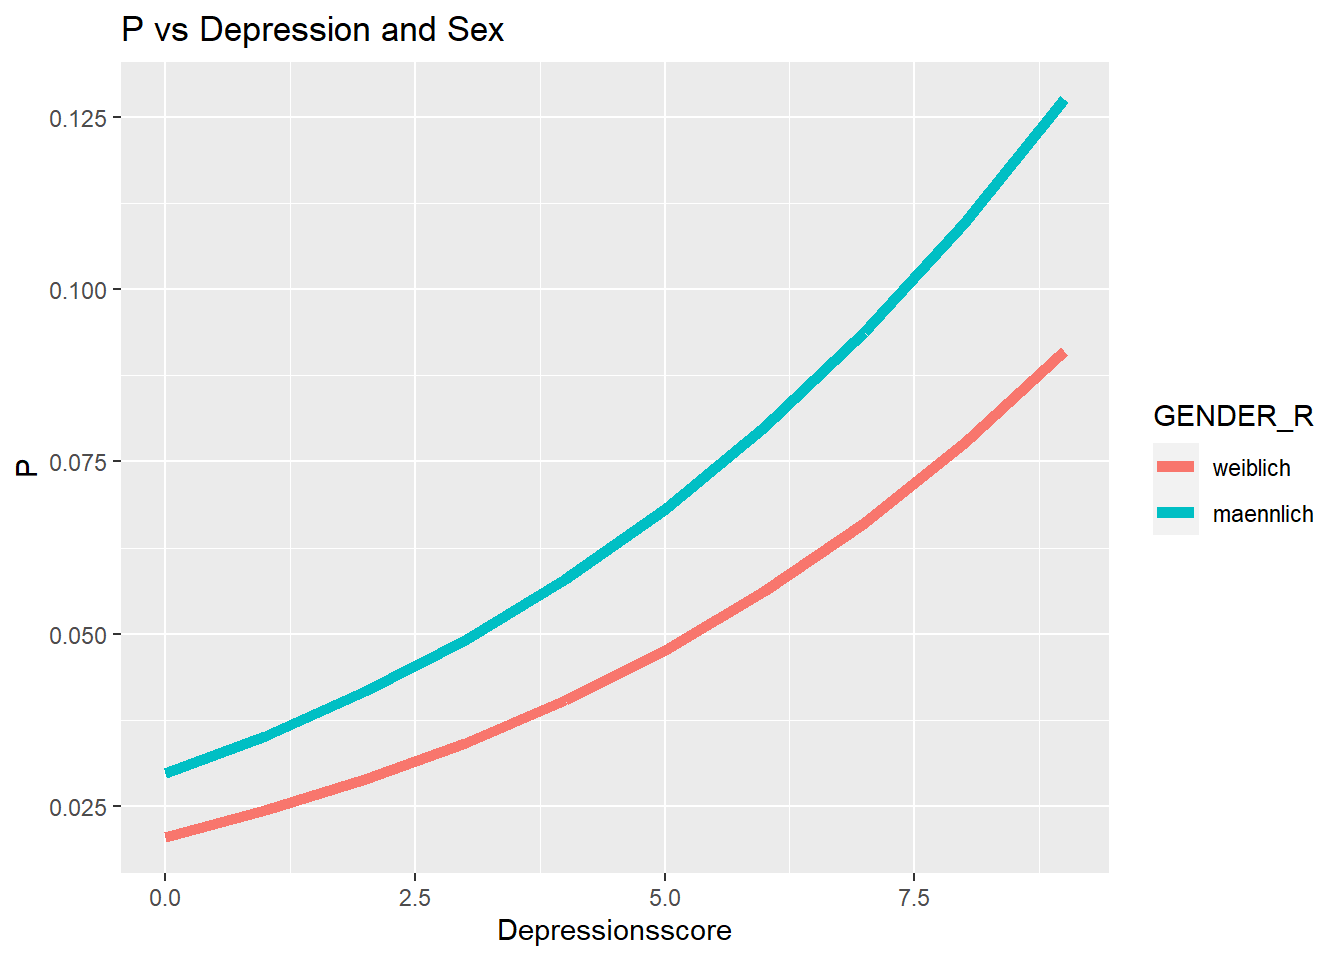 P vs Depression and Sex
0.125
0.100
0.075
0.050
0.025
P
0.0 2.5 5.0 7.5
Depressionsscore
GENDER_R
weiblich
maennlich